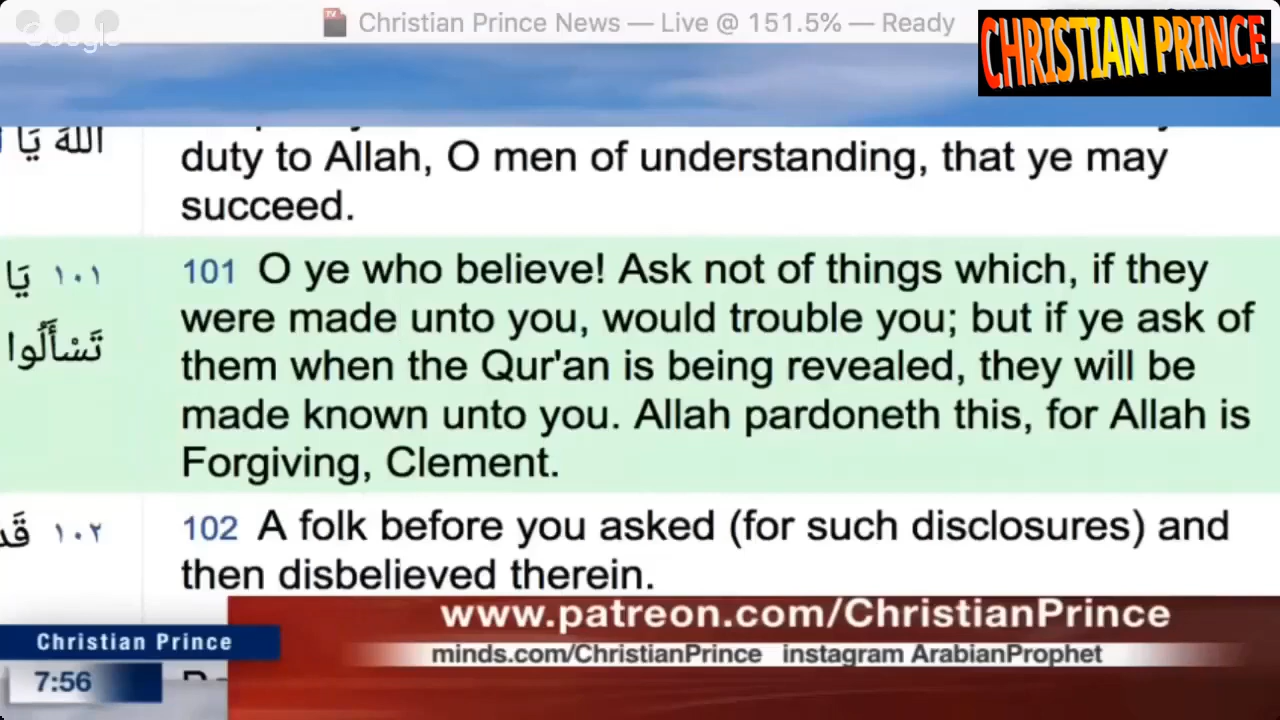 Christian Prince News — Live @ 151.5% — Ready
Google
CHRISTIAN PRINCE
اللهَ يَا
duty to Allah, O men of understanding, that ye may
succeed.
يَا ١٠١
101 O ye who believe! Ask not of things which, if they
تَسْأَلُوا
were made unto you, would trouble you; but if ye ask of
them when the Qur'an is being revealed, they will be
made known unto you. Allah pardoneth this, for Allah is
Forgiving, Clement.
١٠٢
102 A folk before you asked (for such disclosures) and
then disbelieved therein.
www.patreon.com/ChristianPrince
Christian Prince
minds.com/ChristianPrince instagram ArabianProphet
7:56